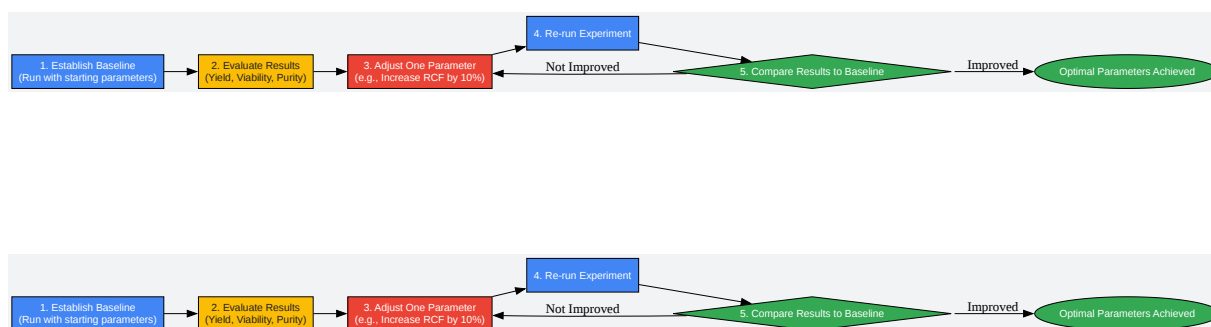 4. Re-run Experiment
1. Establish Baseline
(Run with starting parameters)
2. Evaluate Results
(Yield, Viability, Purity)
3. Adjust One Parameter
(e.g., Increase RCF by 10%)
Not Improved
5. Compare Results to Baseline
Improved
Optimal Parameters Achieved
4. Re-run Experiment
1. Establish Baseline
(Run with starting parameters)
2. Evaluate Results
(Yield, Viability, Purity)
3. Adjust One Parameter
(e.g., Increase RCF by 10%)
Not Improved
5. Compare Results to Baseline
Improved
Optimal Parameters Achieved